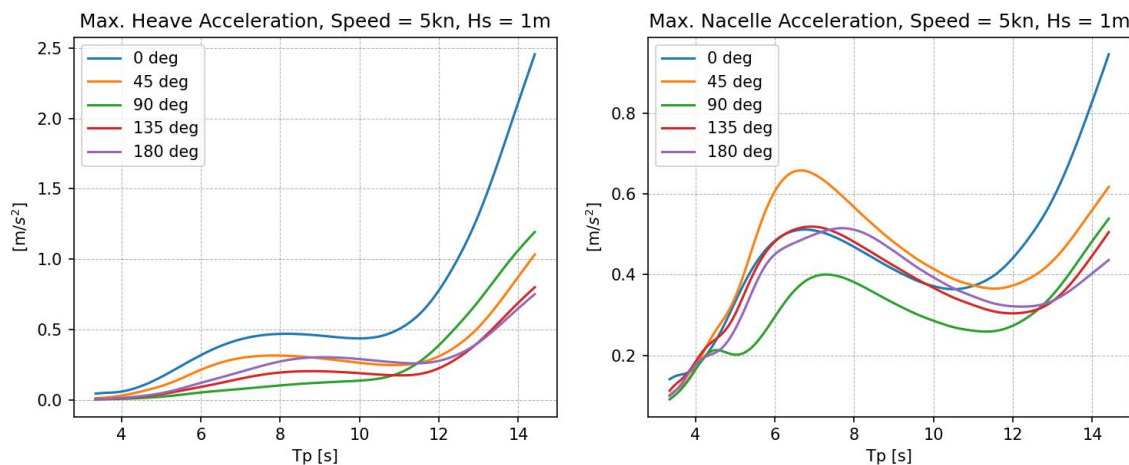 Max. Heave Acceleration, Speed = 5kn, Hs = 1m
0 deg
45 deg
90 deg
135 deg
180 deg
2.5
2.0
1.5
1.0
0.5
0.0
[m/s²]
4 6 8 10 12 14
Tp [s]
Max. Nacelle Acceleration, Speed = 5kn, Hs = 1m
0 deg
45 deg
90 deg
135 deg
180 deg
0.8
0.6
0.4
0.2
[m/s²]
4 6 8 10 12 14
Tp [s]